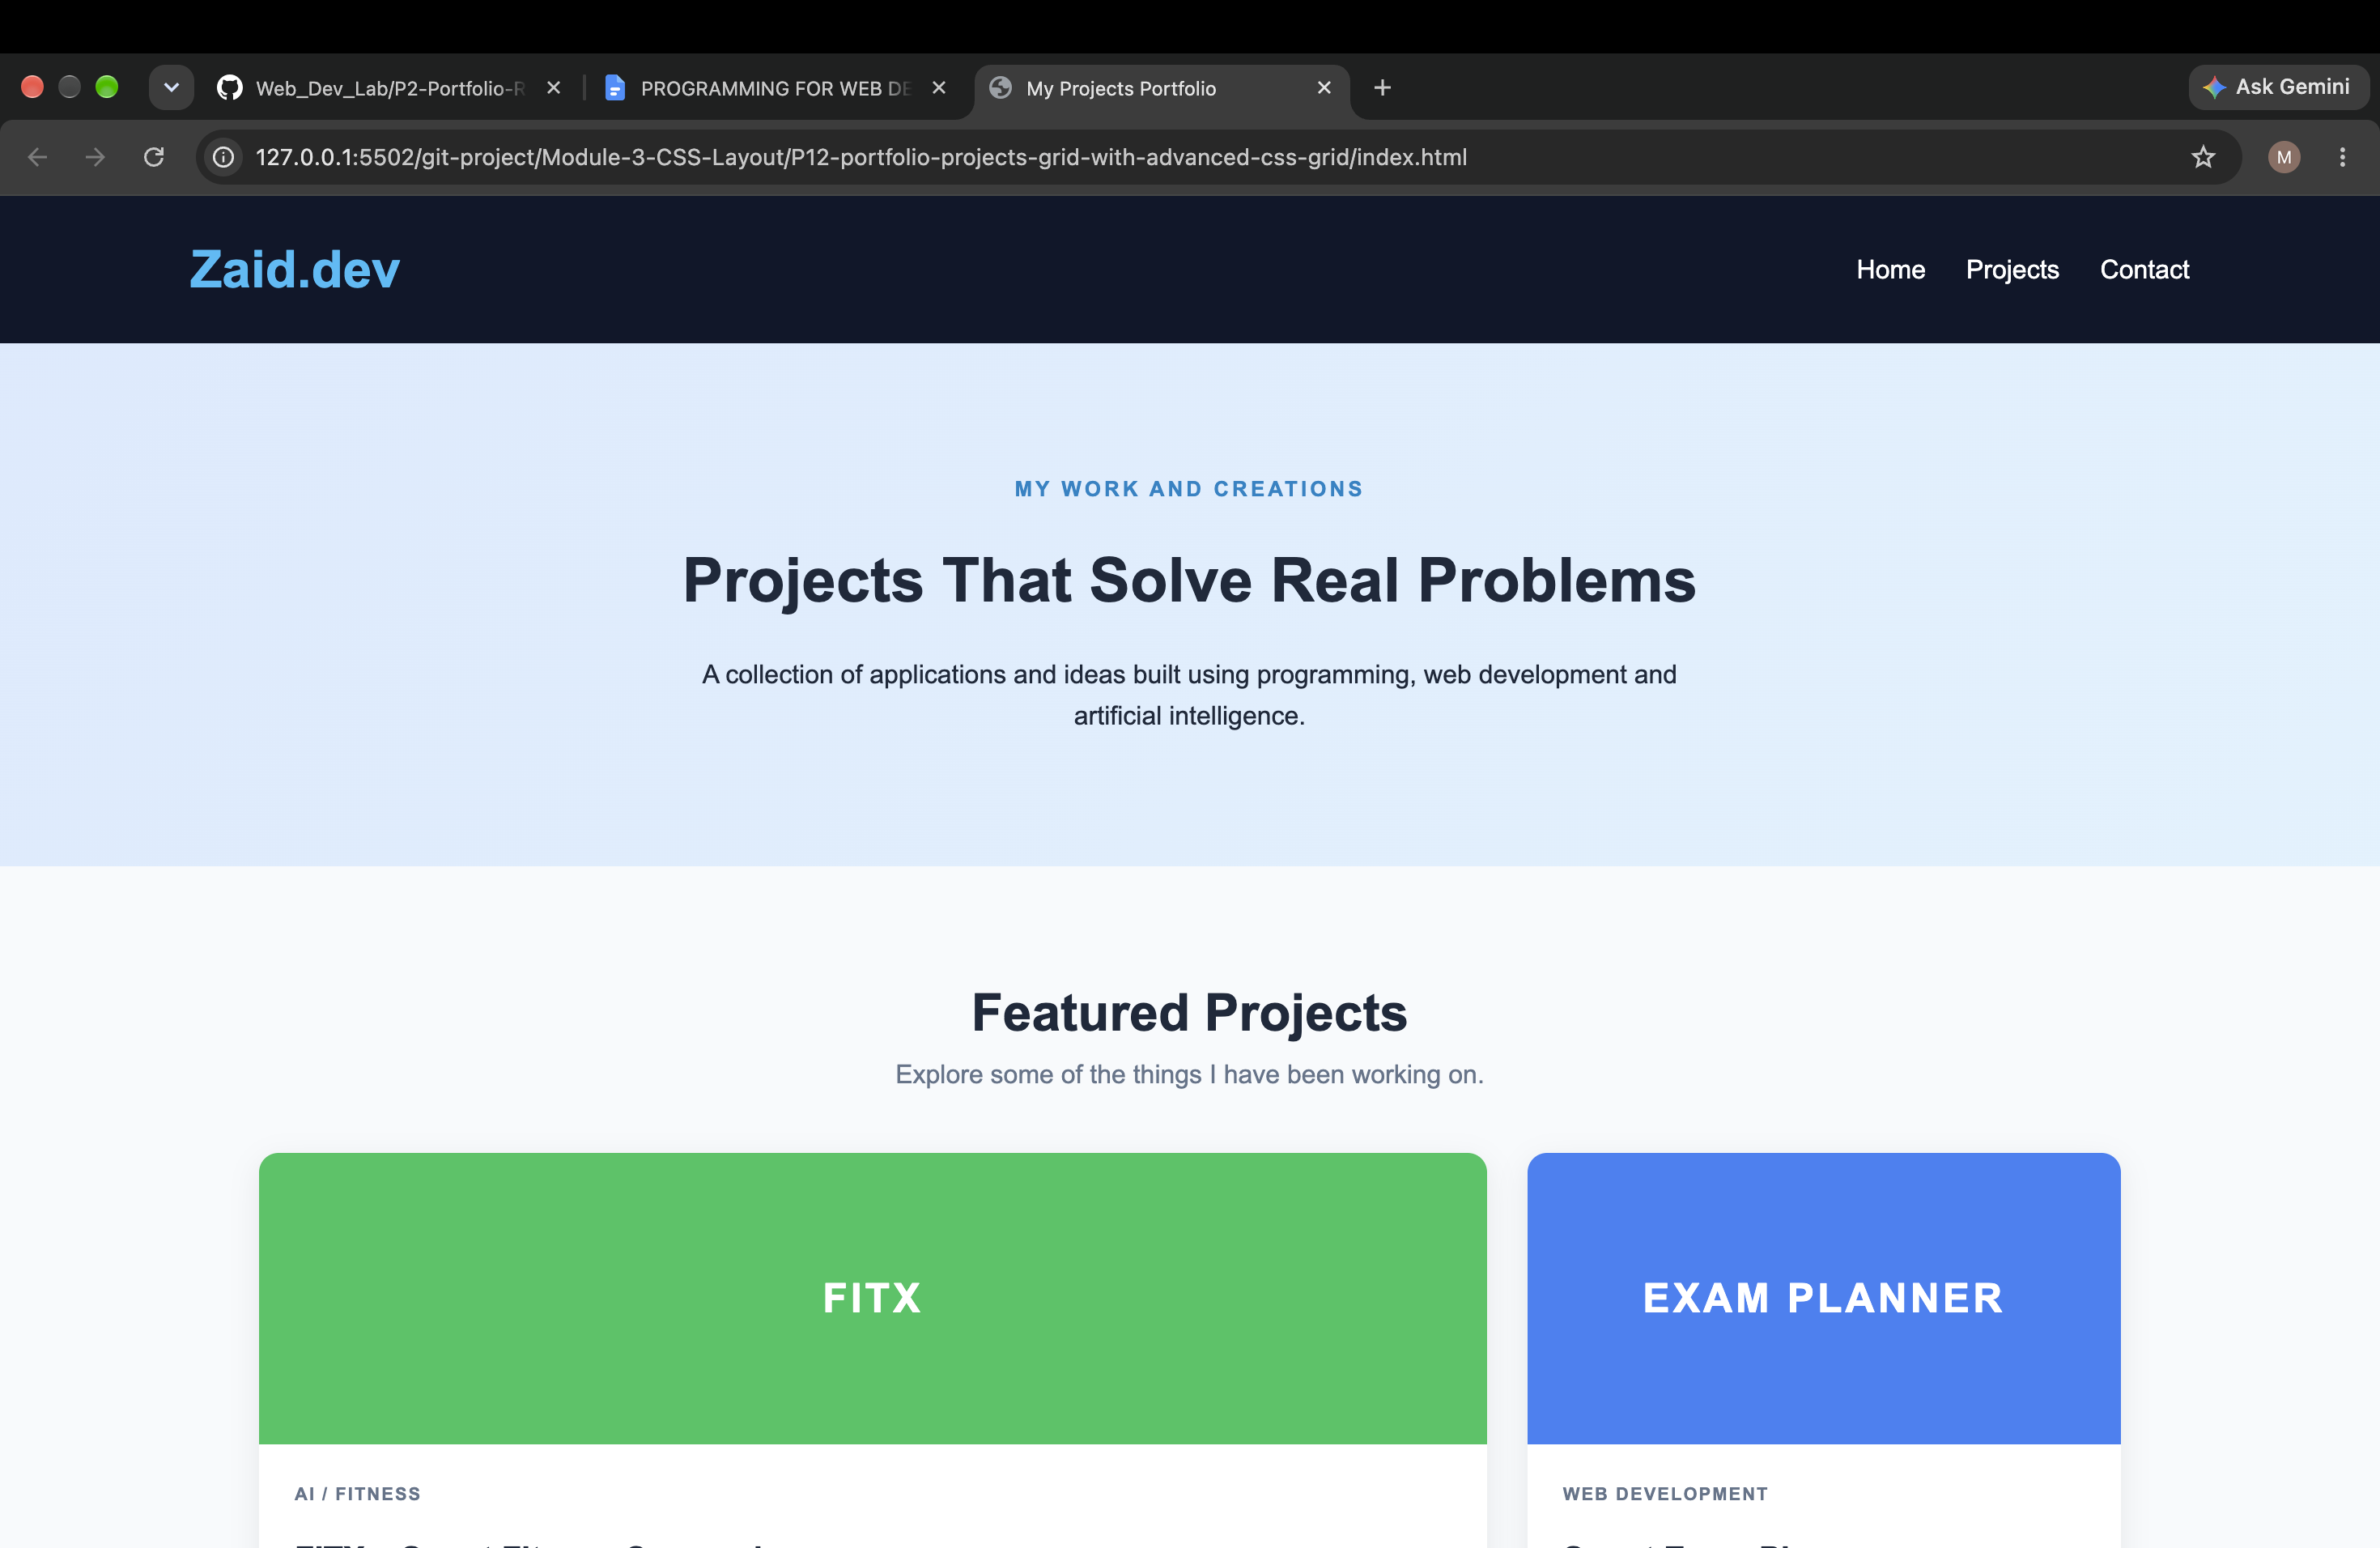 Web_Dev_Lab/P2-Portfolio-R
PROGRAMMING FOR WEB DE
My Projects Portfolio
Ask Gemini
127.0.0.1:5502/git-project/Module-3-CSS-Layout/P12-portfolio-projects-grid-with-advanced-css-grid/index.html
M
Zaid.dev
Home Projects Contact
MY WORK AND CREATIONS
Projects That Solve Real Problems
A collection of applications and ideas built using programming, web development and
artificial intelligence.
Featured Projects
Explore some of the things I have been working on.
FITX
EXAM PLANNER
AI / FITNESS
WEB DEVELOPMENT